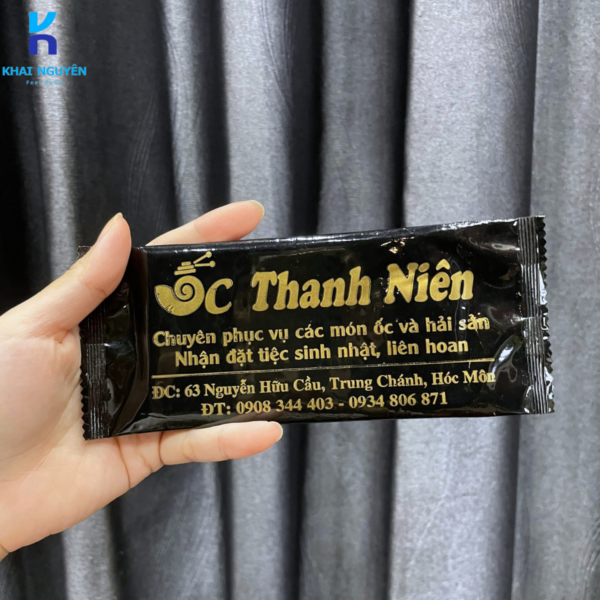 KHAI NGUYÊN
ỐC Thanh Niên
Chuyên phục vụ các món ốc và hải sản
Nhận đặt tiệc sinh nhật, liên hoan
ĐC: 63 Nguyễn Hữu Cầu, Trung Chánh, Hóc Môn
ĐT: 0908 344 403 - 0934 806 871